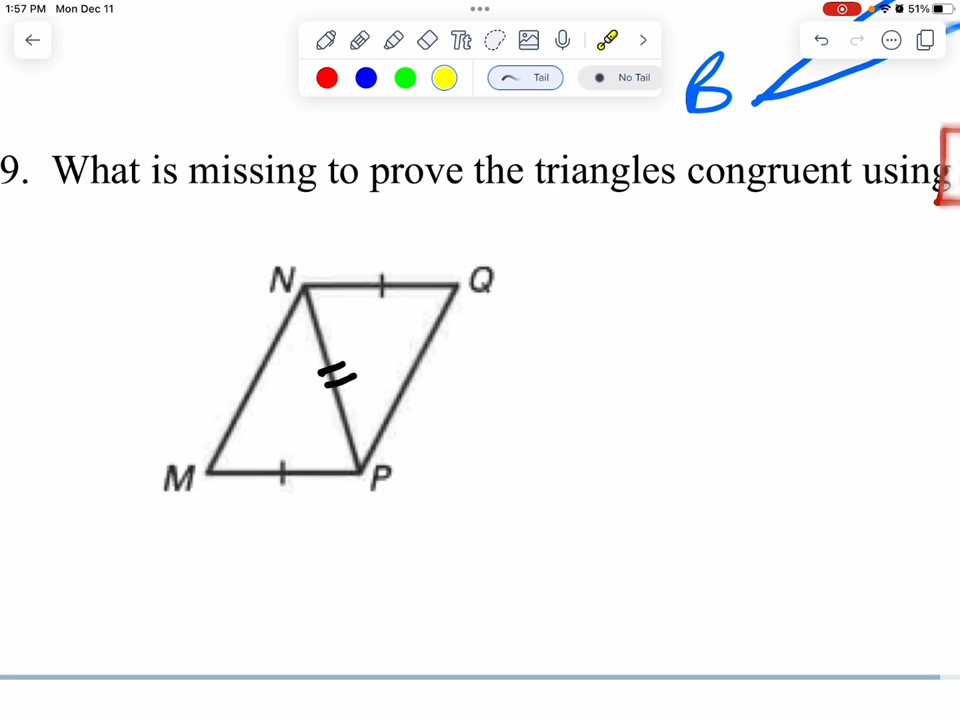 1:57 PM Mon Dec 11
51%
Tt
Tail
No Tail
B
9. What is missing to prove the triangles congruent using
N
Q
M
P